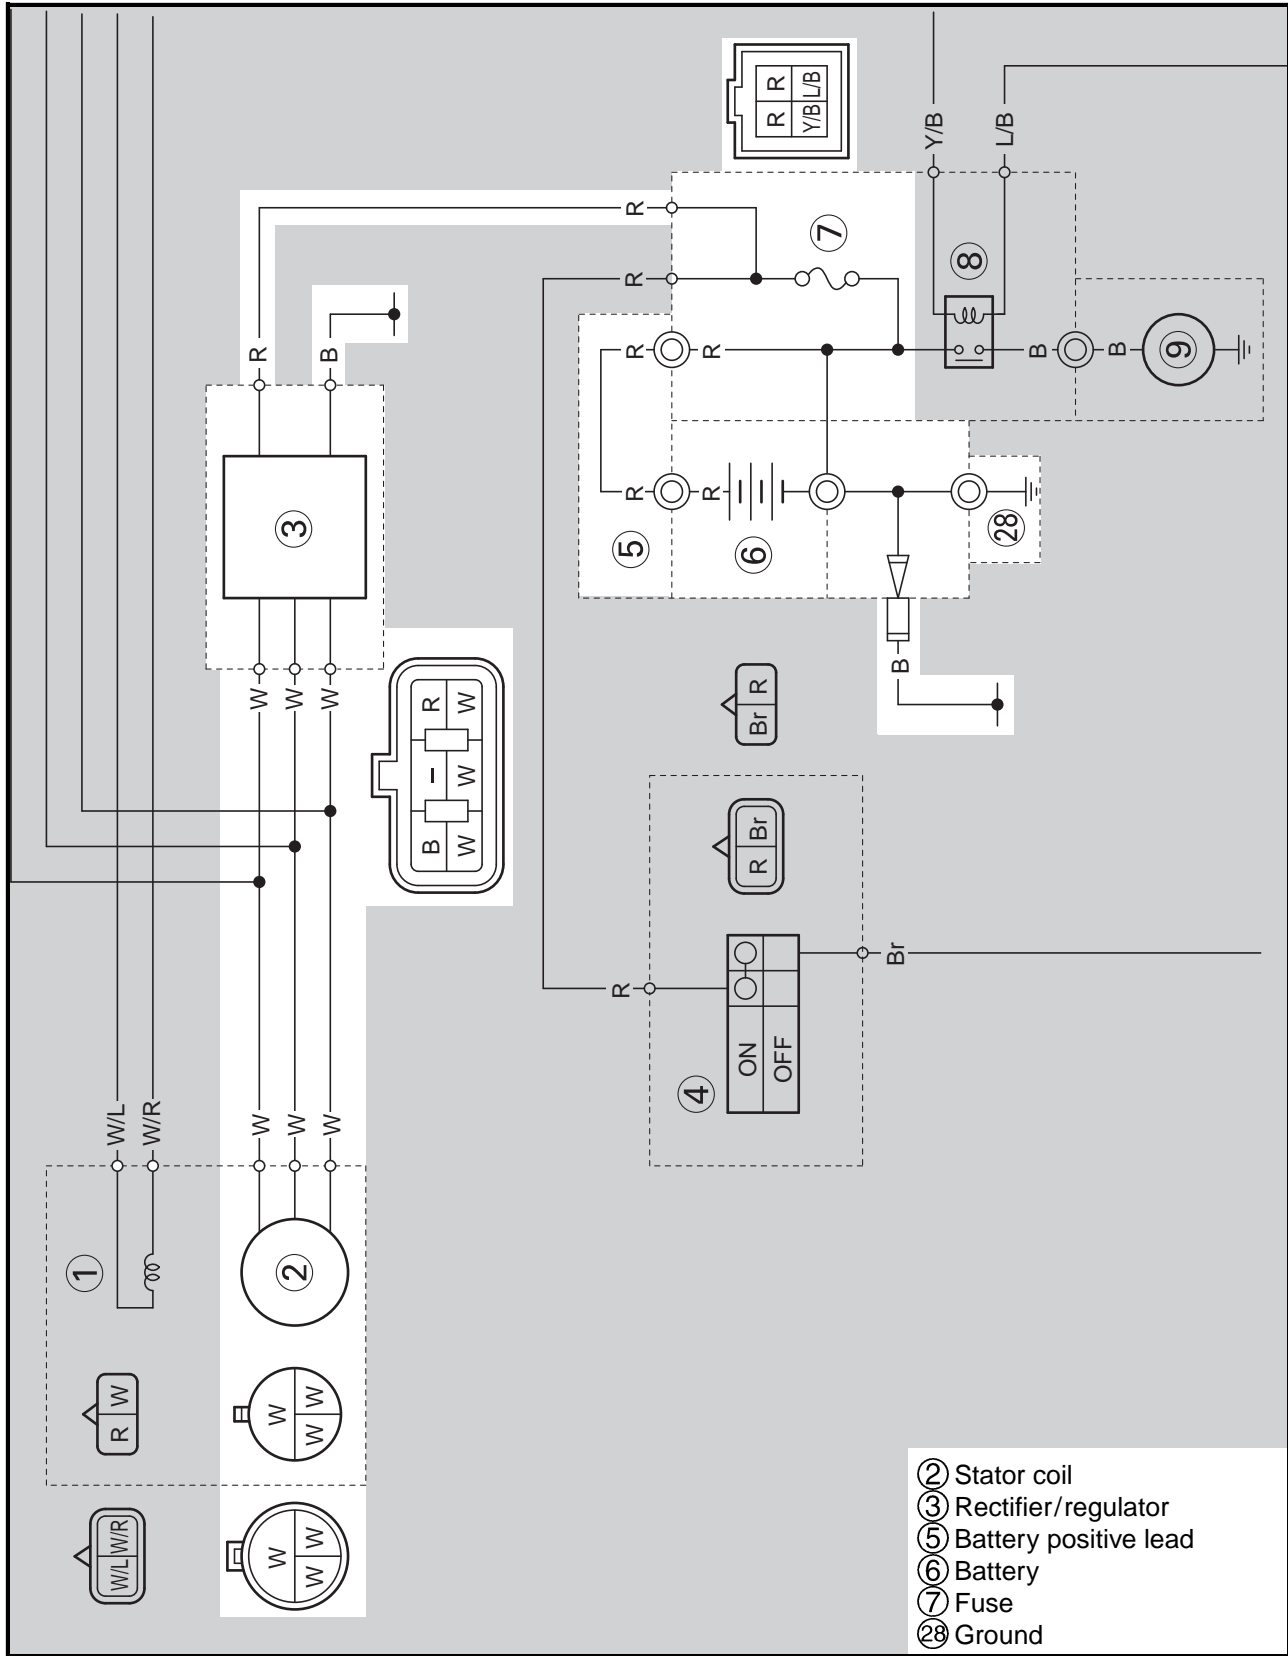 R R
R Y/B L/B
Y/B
L/B
R
7
8
R
R
B
R
R
B
B
9
3
R
R
5
6
28
W
W
W
R W
- W
B W
B
Br R
R Br
R
Br
ON
OFF
4
W/L
W/R
W
W
W
1
2
R W
W
W W
W/L W/R
W
W W
2 Stator coil
3 Rectifier/regulator
5 Battery positive lead
6 Battery
7 Fuse
28 Ground